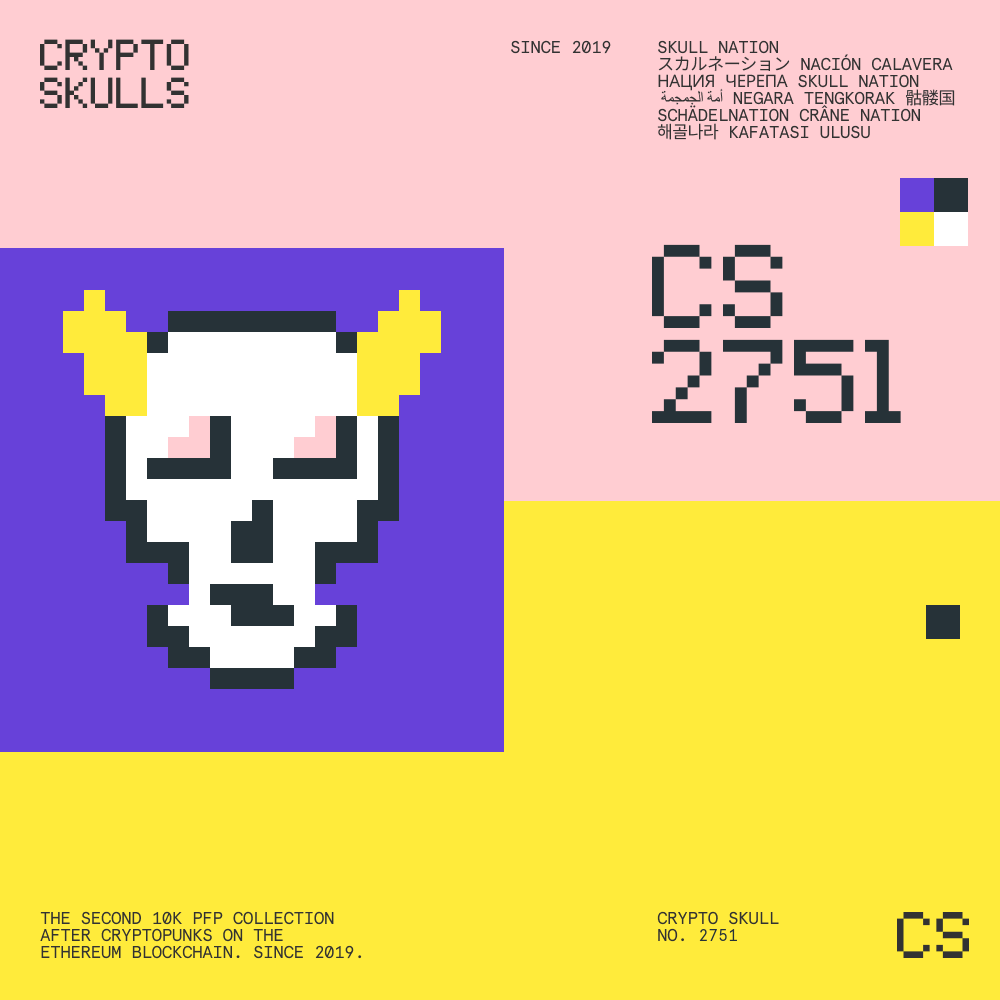 CRYPTO
SKULLS
SINCE 2019
SKULL NATION
スカルネーション NACIÓN CALAVERA
НАЦИЯ ЧЕРЕПА SKULL NATION
أمة الجمجمة NEGARA TENGKORAK 骷髅国
SCHÄDELNATION CRÂNE NATION
해골나라 KAFATASI ULUSU
CS
2751
THE SECOND 10K PFP COLLECTION
AFTER CRYPTOPUNKS ON THE
ETHEREUM BLOCKCHAIN. SINCE 2019.
CRYPTO SKULL
NO. 2751
CS